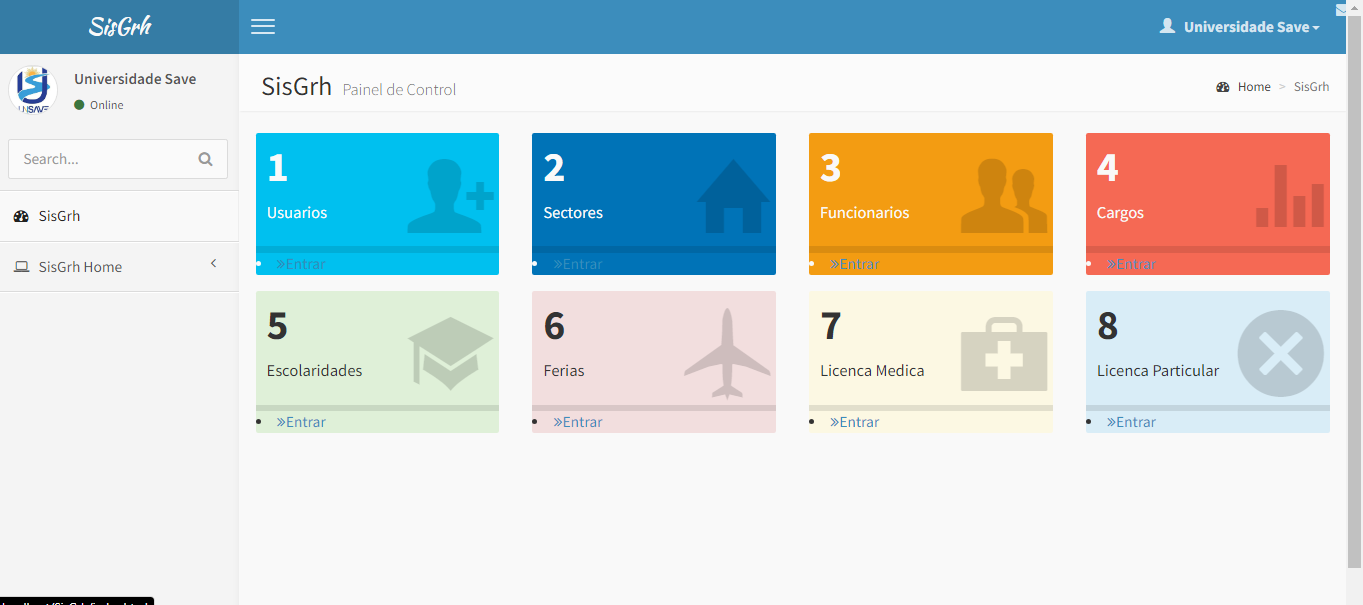 SisGrh
Universidade Save
Universidade Save
Online
UNISAVE
SisGrh Painel de Control
Home > SisGrh
Search...
SisGrh
SisGrh Home
1
Usuarios
»Entrar
2
Sectores
»Entrar
3
Funcionarios
»Entrar
4
Cargos
»Entrar
5
Escolaridades
»Entrar
6
Ferias
»Entrar
7
Licenca Medica
»Entrar
8
Licenca Particular
»Entrar